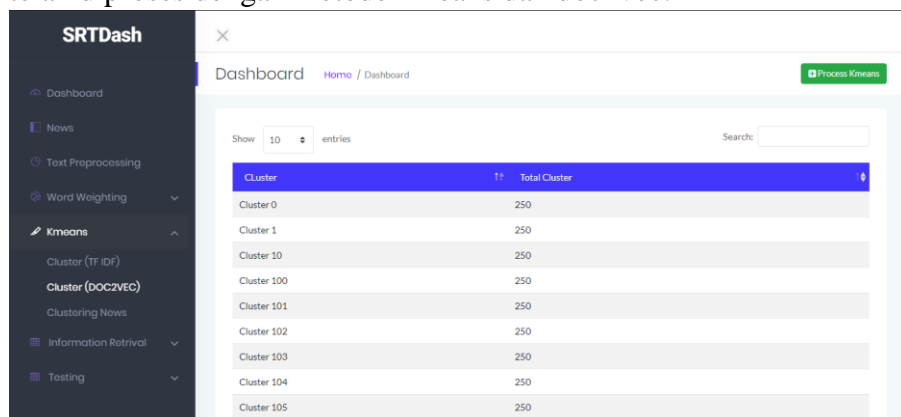 SRTDash
Dashboard
News
Text Preprocessing
Word Weighting
Kmeans
Cluster (TF IDF)
Cluster (DOC2VEC)
Clustering News
Information Retrival
Testing
Dashboard Home / Dashboard
Process Kmeans
Show 10 entries
Search:
CLuster Total Cluster
Cluster 0 250
Cluster 1 250
Cluster 10 250
Cluster 100 250
Cluster 101 250
Cluster 102 250
Cluster 103 250
Cluster 104 250
Cluster 105 250